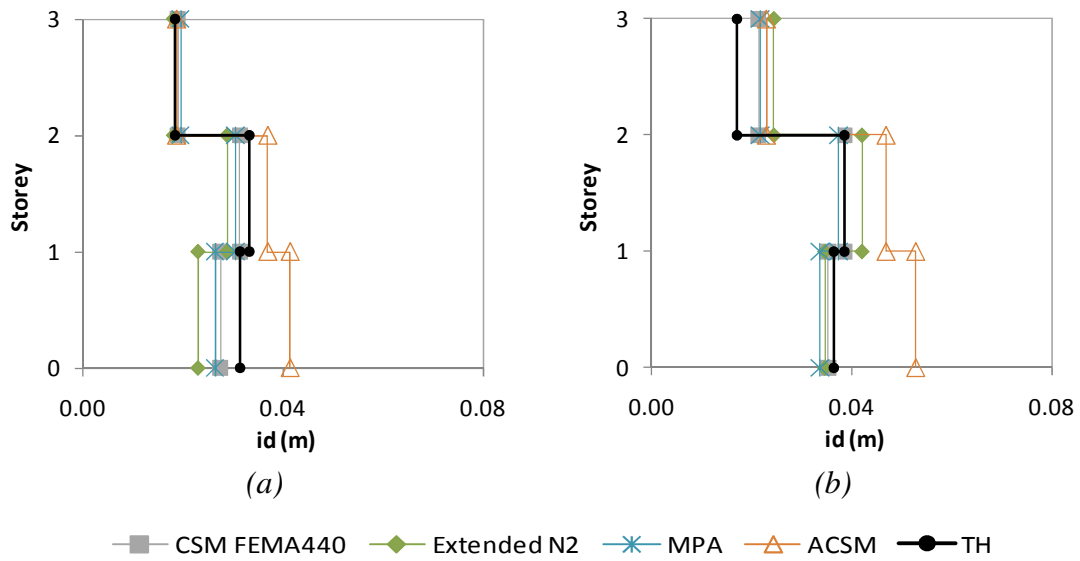 3
2
1
0
Storey
0.00 0.04 0.08
id (m)
(a)
3
2
1
0
Storey
0.00 0.04 0.08
id (m)
(b)
CSM FEMA440 Extended N2 MPA ACSM TH